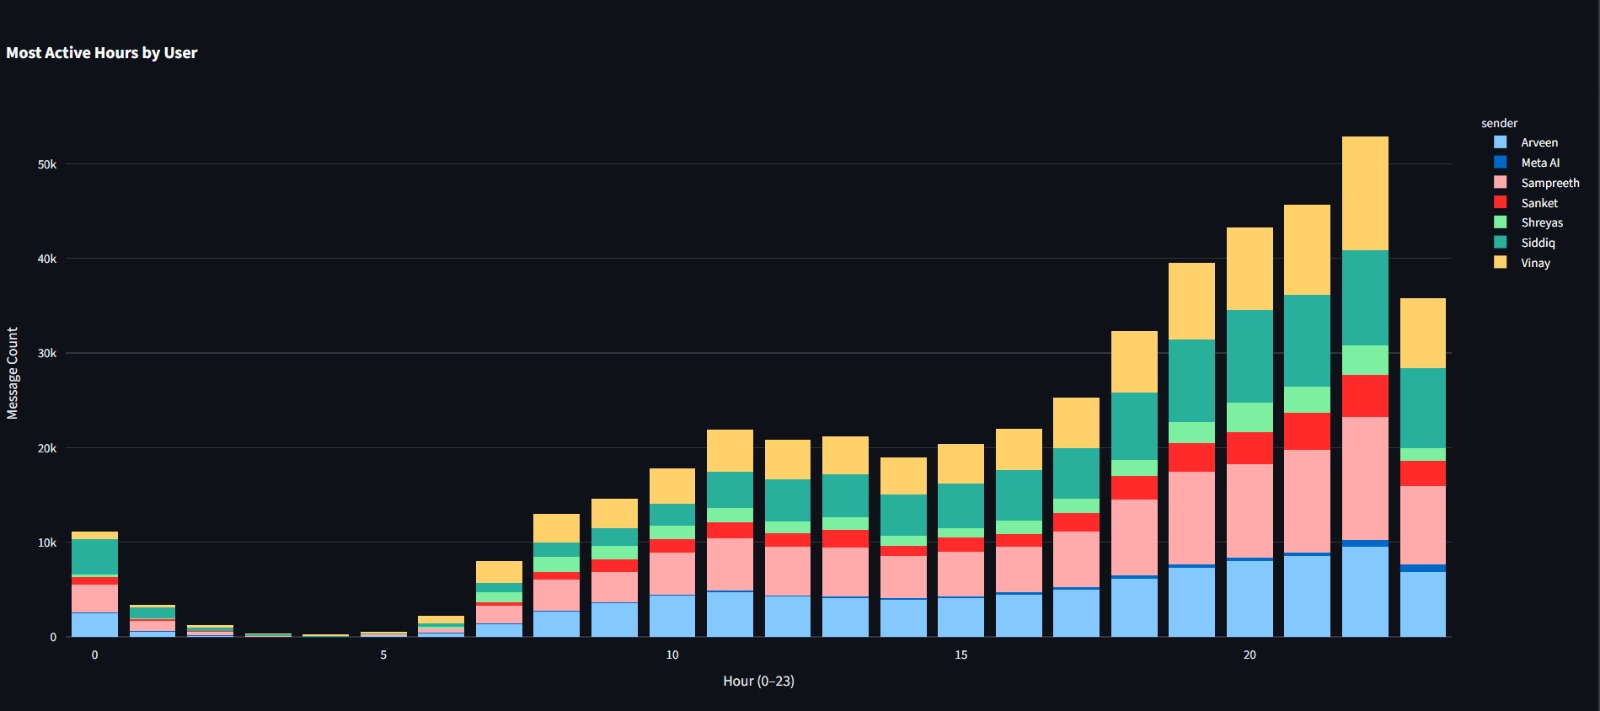 Most Active Hours by User
sender
Arveen
Meta AI
Sampreeth
Sanket
Shreyas
Siddiq
Vinay
50k
40k
30k
20k
10k
0
Message Count
0
5
10
15
20
Hour (0–23)